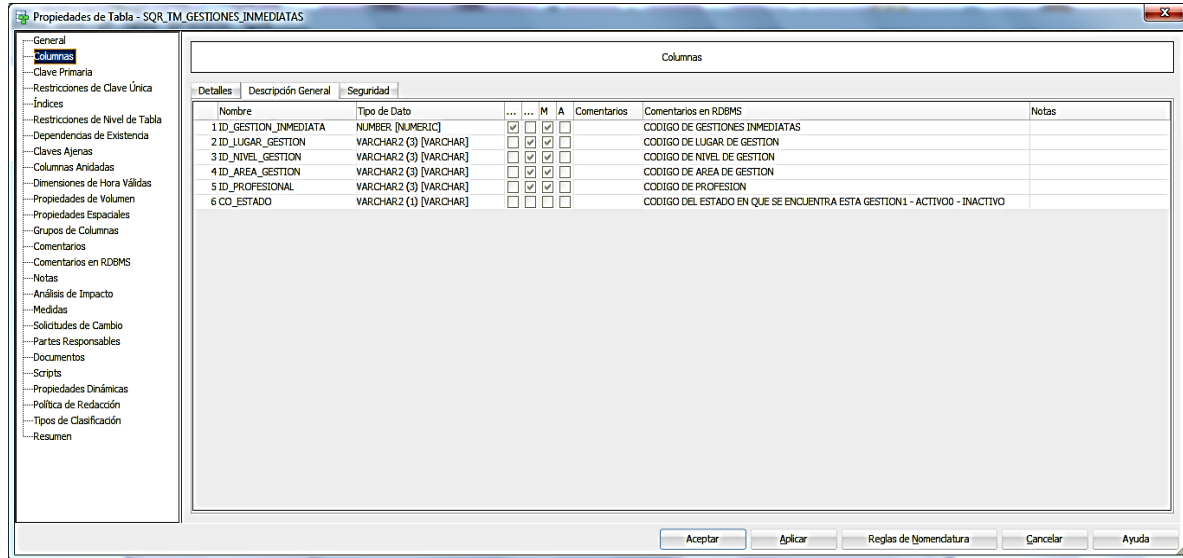 Propiedades de Tabla - SQR_TM_GESTIONES_INMEDIATAS
General
Columnas
Clave Primaria
Restricciones de Clave Única
Índices
Restricciones de Nivel de Tabla
Dependencias de Existencia
Claves Ajenas
Columnas Anidadas
Dimensiones de Hora Válidas
Propiedades de Volumen
Propiedades Espaciales
Grupos de Columnas
Comentarios
Comentarios en RDBMS
Notas
Análisis de Impacto
Medidas
Solicitudes de Cambio
Partes Responsables
Documentos
Scripts
Propiedades Dinámicas
Política de Redacción
Tipos de Clasificación
Resumen
Columnas
Detalles Descripción General Seguridad
Nombre Tipo de Dato ... ... M A Comentarios Comentarios en RDBMS Notas
1 ID_GESTION_INMEDIATA NUMBER [NUMERIC] CODIGO DE GESTIONES INMEDIATAS
2 ID_LUGAR_GESTION VARCHAR2 (3) [VARCHAR] CODIGO DE LUGAR DE GESTION
3 ID_NIVEL_GESTION VARCHAR2 (3) [VARCHAR] CODIGO DE NIVEL DE GESTION
4 ID_AREA_GESTION VARCHAR2 (3) [VARCHAR] CODIGO DE AREA DE GESTION
5 ID_PROFESIONAL VARCHAR2 (3) [VARCHAR] CODIGO DE PROFESION
6 CO_ESTADO VARCHAR2 (1) [VARCHAR] CODIGO DEL ESTADO EN QUE SE ENCUENTRA ESTA GESTION1 - ACTIVO0 - INACTIVO
Aceptar Aplicar Reglas de Nomenclatura Cancelar Ayuda